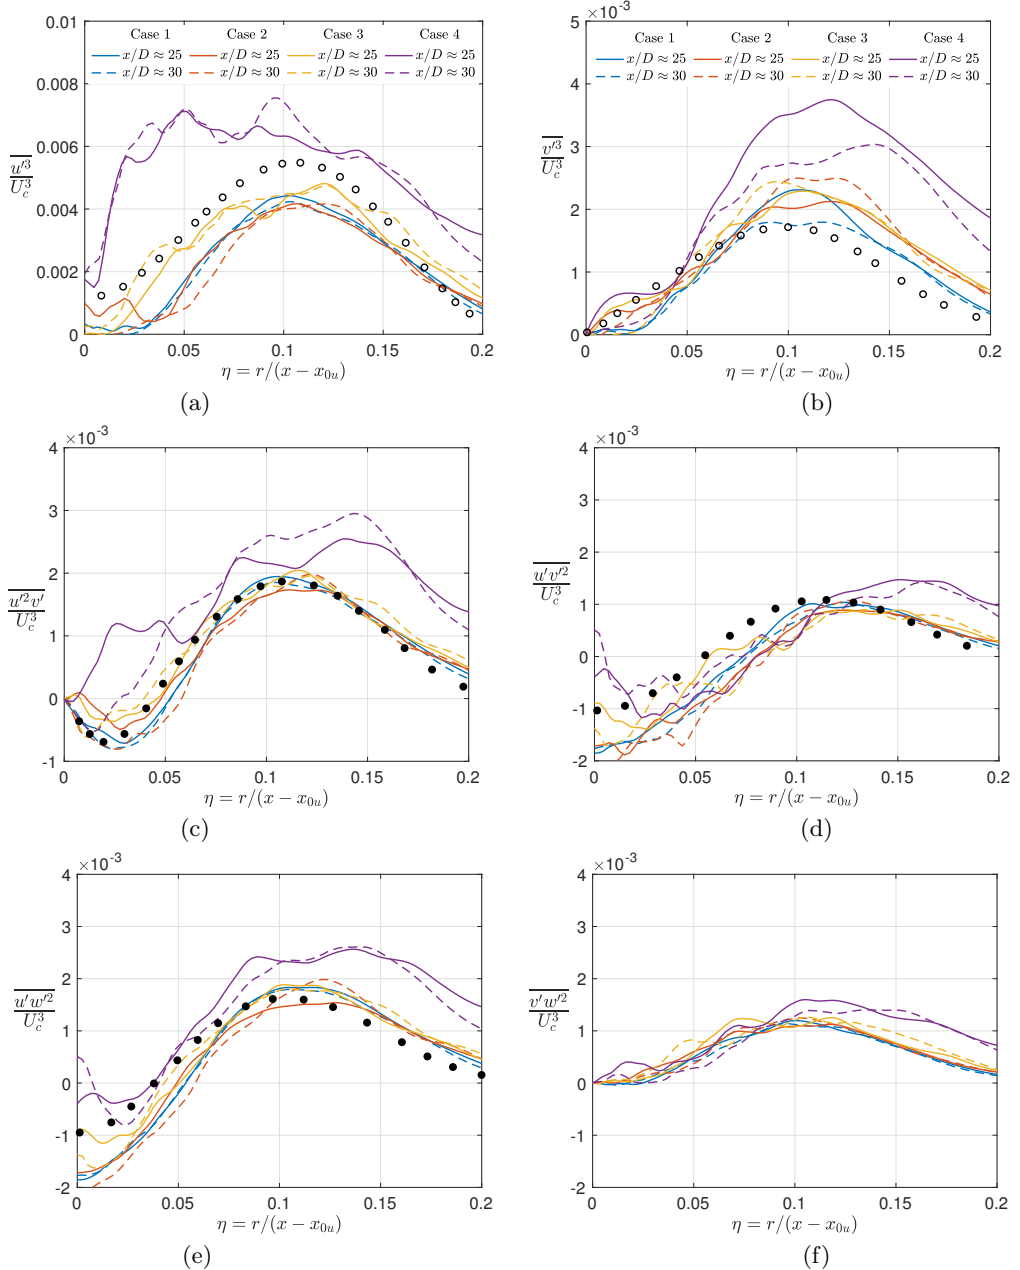 0.01
0.008
0.006
0.004
0.002
0
Case 1 Case 2 Case 3 Case 4
x/D ≈ 25 x/D ≈ 25 x/D ≈ 25 x/D ≈ 25
x/D ≈ 30 x/D ≈ 30 x/D ≈ 30 x/D ≈ 30
u′³/U_c³
0 0.05 0.1 0.15 0.2
η = r/(x − x₀ᵤ)
(a)
×10⁻³
5
4
3
2
1
0
Case 1 Case 2 Case 3 Case 4
x/D ≈ 25 x/D ≈ 25 x/D ≈ 25 x/D ≈ 25
x/D ≈ 30 x/D ≈ 30 x/D ≈ 30 x/D ≈ 30
v′³/U_c³
0 0.05 0.1 0.15 0.2
η = r/(x − x₀ᵤ)
(b)
×10⁻³
4
3
2
1
0
-1
u′²v′/U_c³
0 0.05 0.1 0.15 0.2
η = r/(x − x₀ᵤ)
(c)
×10⁻³
4
3
2
1
0
-1
-2
u′v′²/U_c³
0 0.05 0.1 0.15 0.2
η = r/(x − x₀ᵤ)
(d)
×10⁻³
4
3
2
1
0
-1
-2
u′w′²/U_c³
0 0.05 0.1 0.15 0.2
η = r/(x − x₀ᵤ)
(e)
×10⁻³
4
3
2
1
0
-1
-2
v′w′²/U_c³
0 0.05 0.1 0.15 0.2
η = r/(x − x₀ᵤ)
(f)